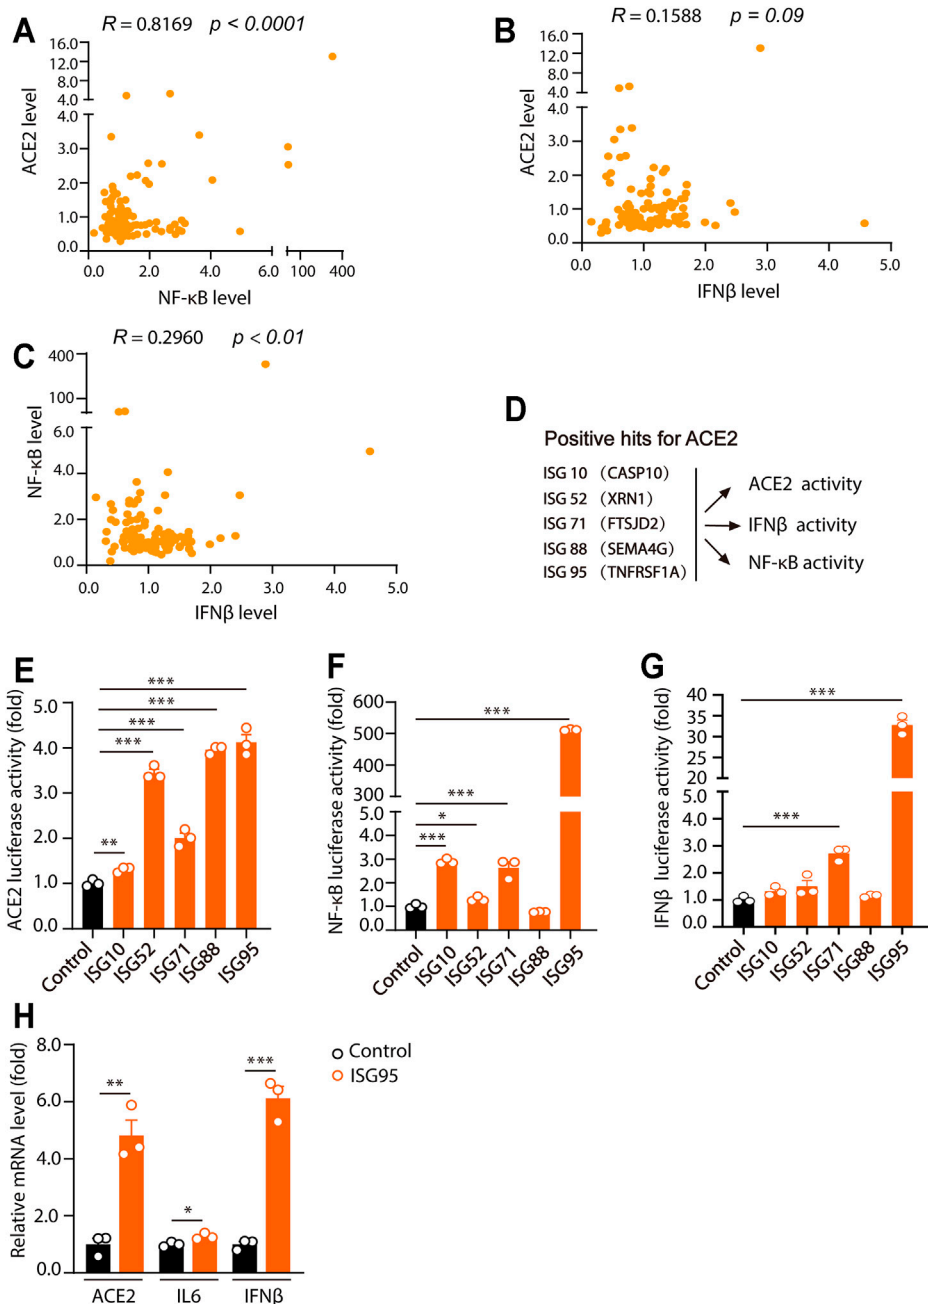 A
R = 0.8169 p < 0.0001
ACE2 level
16.0
12.0
8.0
4.0
4.0
3.0
2.0
1.0
0.0
0.0 2.0 4.0 6.0 100 400
NF-κB level
B
R = 0.1588 p = 0.09
ACE2 level
16.0
12.0
8.0
4.0
4.0
3.0
2.0
1.0
0.0
0.0 1.0 2.0 3.0 4.0 5.0
IFNβ level
C
R = 0.2960 p < 0.01
NF-κB level
400
100
6.0
4.0
2.0
0.0
0.0 1.0 2.0 3.0 4.0 5.0
IFNβ level
D
Positive hits for ACE2
ISG 10 (CASP10)
ISG 52 (XRN1)
ISG 71 (FTSJD2)
ISG 88 (SEMA4G)
ISG 95 (TNFRSF1A)
ACE2 activity
IFNβ activity
NF-κB activity
E
ACE2 luciferase activity (fold)
5.0
4.0
3.0
2.0
1.0
0.0
***
***
***
***
**
Control ISG10 ISG52 ISG71 ISG88 ISG95
F
NF-κB luciferase activity (fold)
600
500
400
300
5.0
4.0
3.0
2.0
1.0
0.0
***
***
*
***
Control ISG10 ISG52 ISG71 ISG88 ISG95
G
IFNβ luciferase activity (fold)
40
35
30
25
20
5.0
4.0
3.0
2.0
1.0
0.0
***
***
Control ISG10 ISG52 ISG71 ISG88 ISG95
H
Relative mRNA level (fold)
8.0
6.0
4.0
2.0
0.0
**
*
***
ACE2 IL6 IFNβ
Control
ISG95